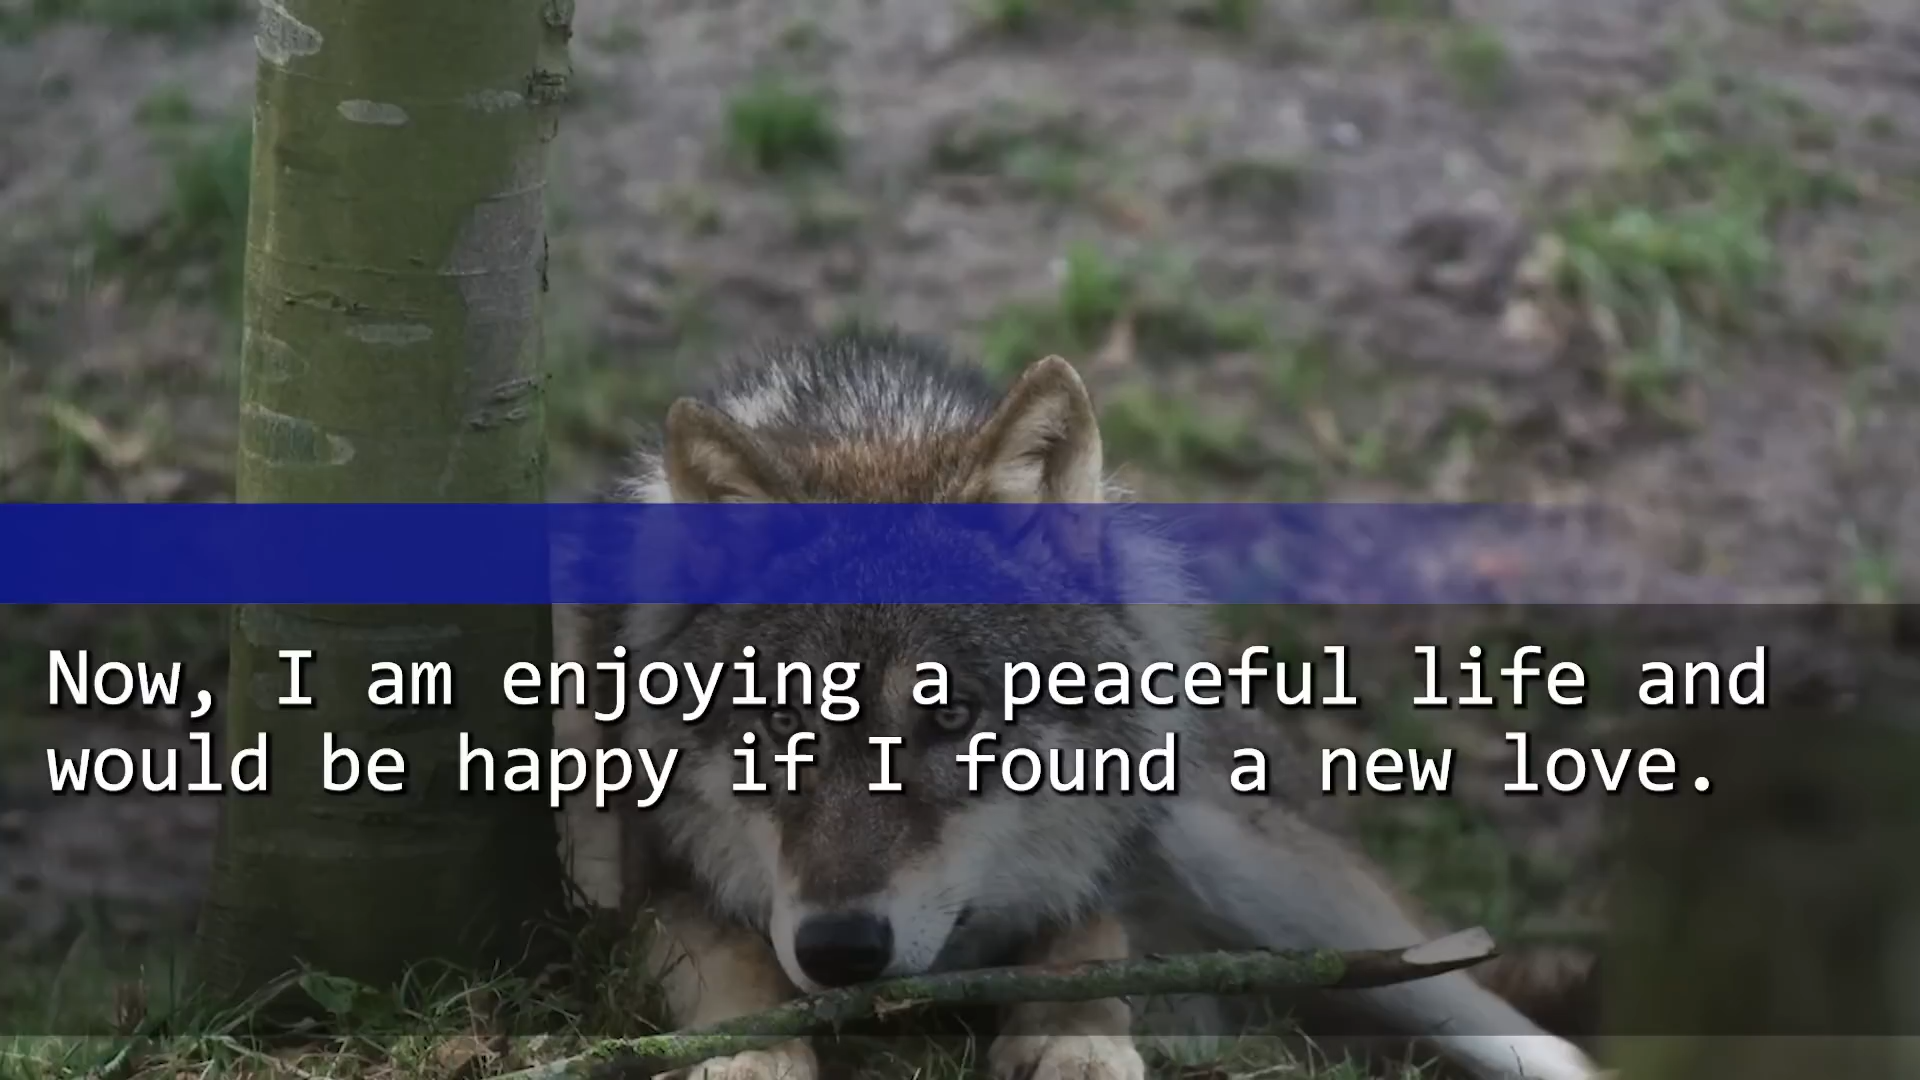 Now, I am enjoying a peaceful life and
would be happy if I found a new love.